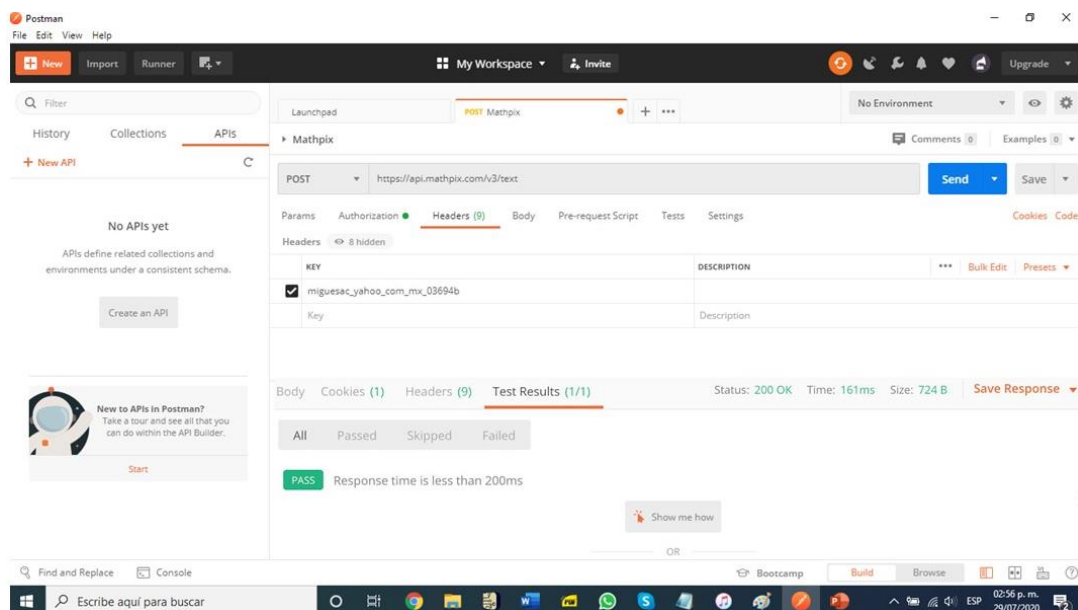 Postman
File Edit View Help
New Import Runner My Workspace Invite Upgrade
Filter
History Collections APIs
+ New API
No APIs yet
APIs define related collections and
environments under a consistent schema.
Create an API
New to APIs in Postman?
Take a tour and see all that you
can do within the API Builder.
Start
Launchpad POST Mathpix + ••• No Environment
Mathpix Comments 0 Examples 0
POST https://api.mathpix.com/v3/text Send Save
Params Authorization Headers (9) Body Pre-request Script Tests Settings Cookies Code
Headers 8 hidden
KEY DESCRIPTION ••• Bulk Edit Presets
miguesac_yahoo_com_mx_03694b
Key Description
Body Cookies (1) Headers (9) Test Results (1/1) Status: 200 OK Time: 161ms Size: 724 B Save Response
All Passed Skipped Failed
PASS Response time is less than 200ms
Show me how
OR
Find and Replace Console Bootcamp Build Browse
Escribe aquí para buscar ESP 02:56 p. m.
29/07/2020